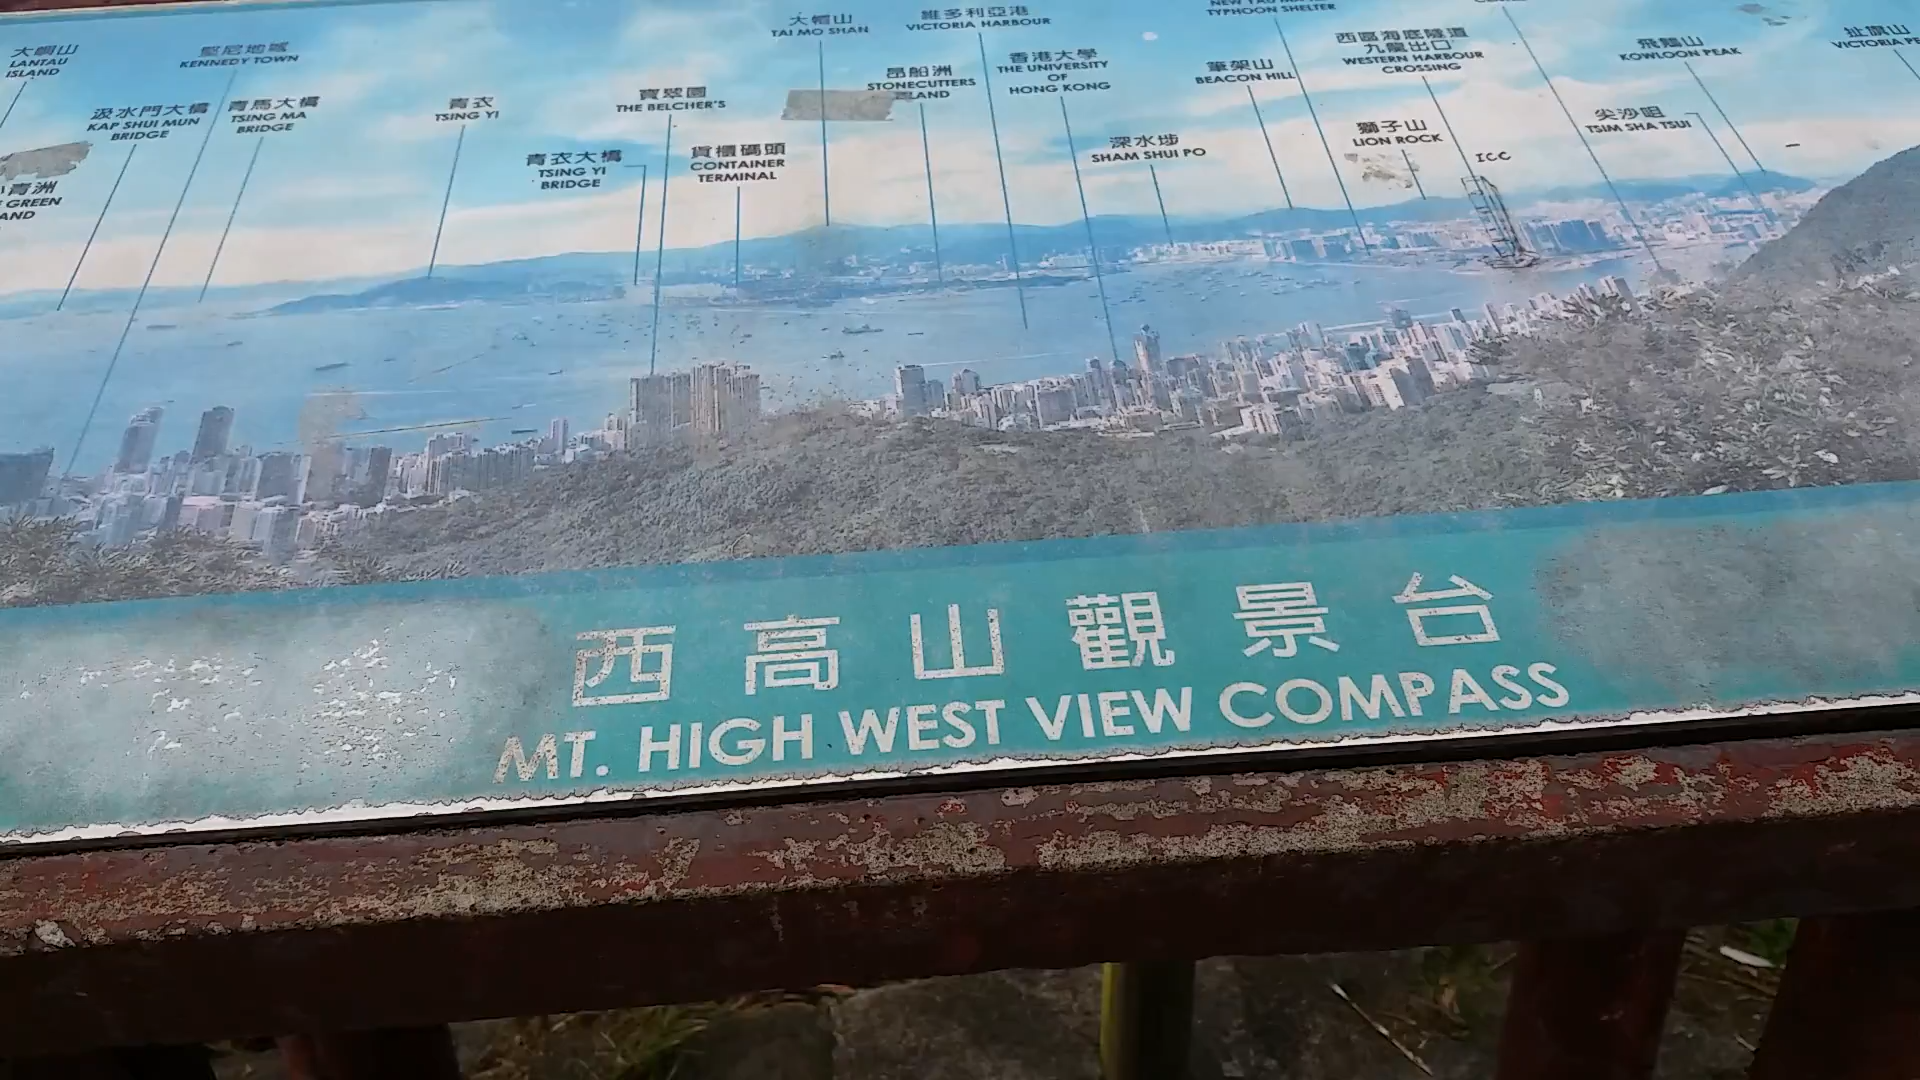 大嶼山
LANTAU
ISLAND
堅尼地城
KENNEDY TOWN
汲水門大橋
KAP SHUI MUN
BRIDGE
青馬大橋
TSING MA
BRIDGE
青洲
GREEN
青衣
TSING YI
青衣大橋
TSING YI
BRIDGE
寶翠園
THE BELCHER'S
貨櫃碼頭
CONTAINER
TERMINAL
大帽山
TAI MO SHAN
維多利亞港
VICTORIA HARBOUR
昂船洲
STONECUTTERS
香港大學
THE UNIVERSITY
OF
HONG KONG
深水埗
SHAM SHUI PO
TYPHOON SHELTER
筆架山
BEACON HILL
西區海底隧道
九龍出口
WESTERN HARBOUR
CROSSING
獅子山
LION ROCK
ICC
飛鵝山
KOWLOON PEAK
尖沙咀
TSIM SHA TSUI
扯旗山
VICTORIA
西高山觀景台
MT. HIGH WEST VIEW COMPASS